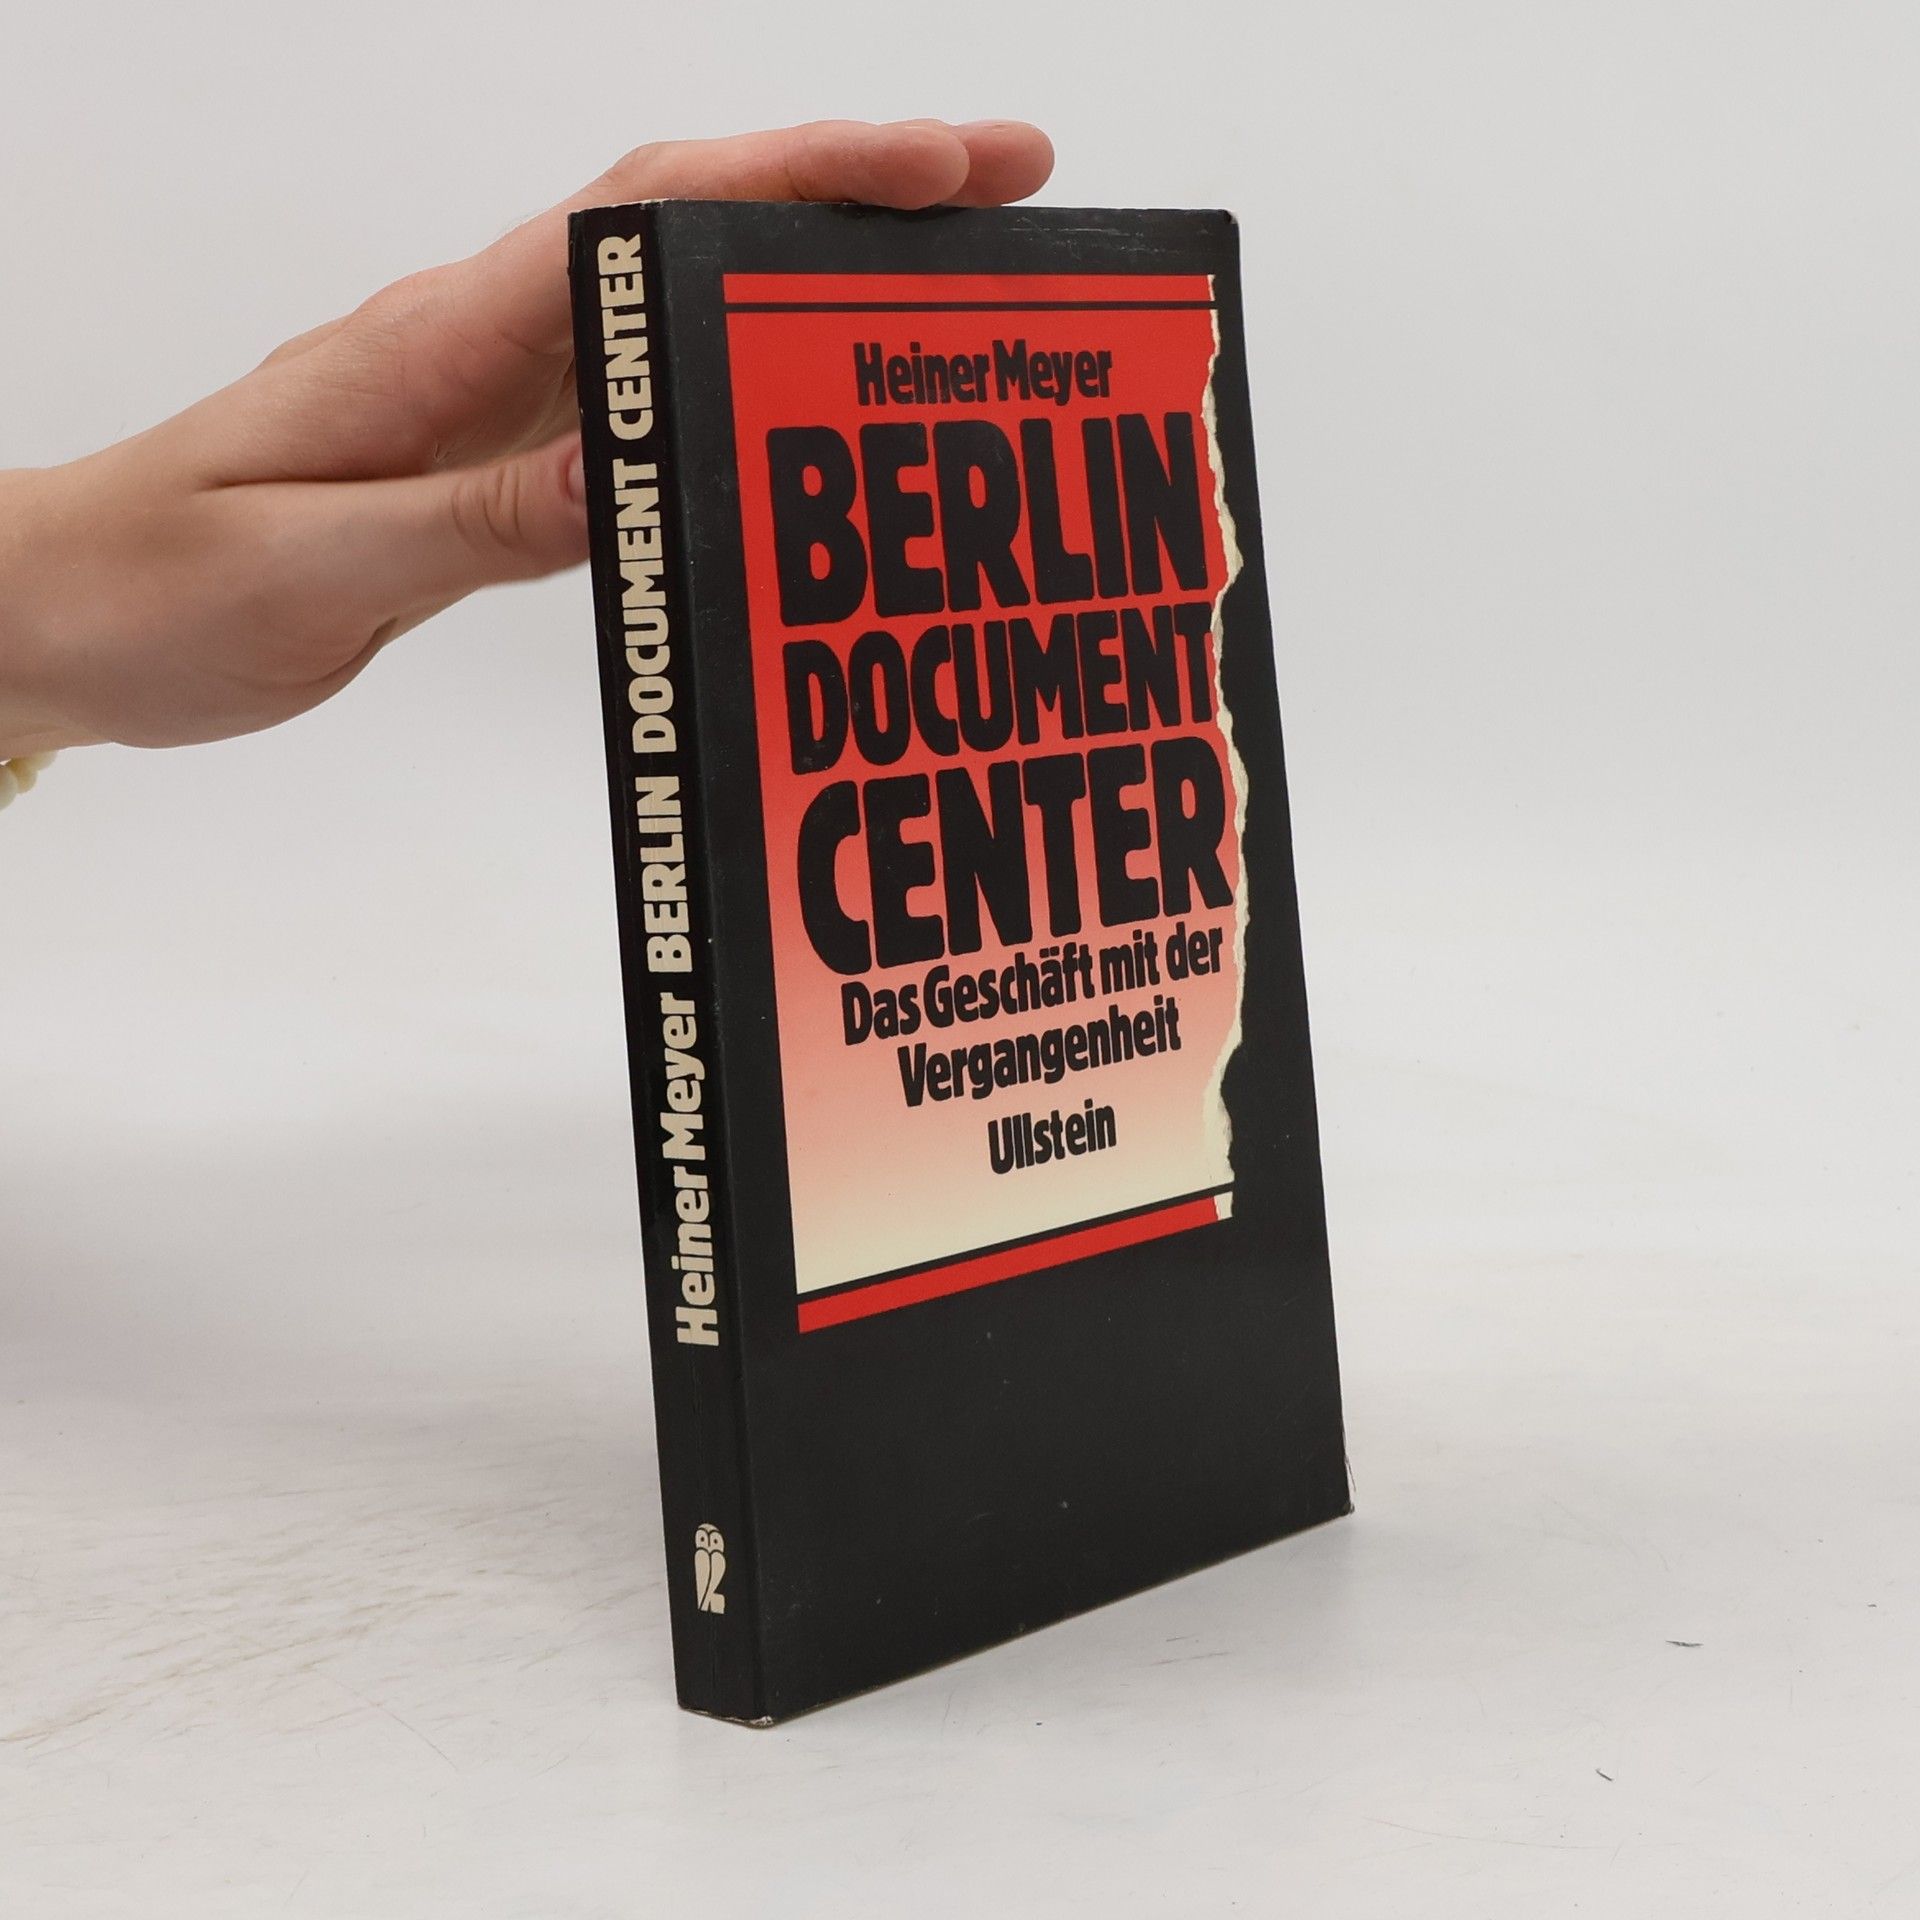 Heiner Meyer BERLIN DOCUMENT CENTER
Heiner Meyer
BERLIN
DOCUMENT
CENTER
Das Geschäft mit der
Vergangenheit
Ullstein